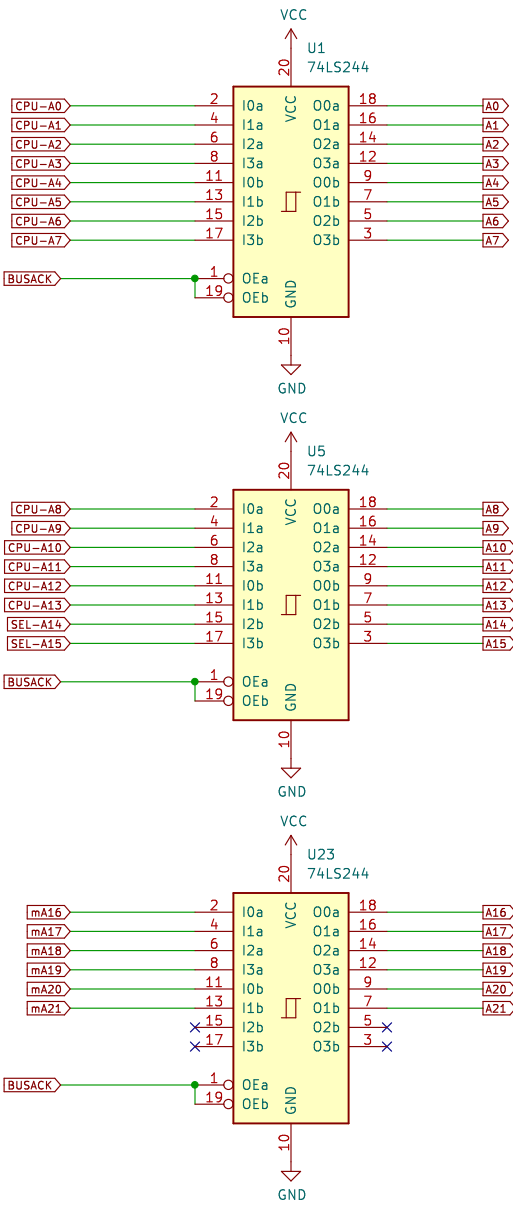 VCC
U1
74LS244
20
CPU-A0 2 I0a VCC O0a 18 A0
CPU-A1 4 I1a O1a 16 A1
CPU-A2 6 I2a O2a 14 A2
CPU-A3 8 I3a O3a 12 A3
CPU-A4 11 I0b O0b 9 A4
CPU-A5 13 I1b O1b 7 A5
CPU-A6 15 I2b O2b 5 A6
CPU-A7 17 I3b O3b 3 A7
BUSACK 1 OEa
19 OEb GND
10
GND
VCC
U5
74LS244
20
CPU-A8 2 I0a VCC O0a 18 A8
CPU-A9 4 I1a O1a 16 A9
CPU-A10 6 I2a O2a 14 A10
CPU-A11 8 I3a O3a 12 A11
CPU-A12 11 I0b O0b 9 A12
CPU-A13 13 I1b O1b 7 A13
SEL-A14 15 I2b O2b 5 A14
SEL-A15 17 I3b O3b 3 A15
BUSACK 1 OEa
19 OEb GND
10
GND
VCC
U23
74LS244
20
mA16 2 I0a VCC O0a 18 A16
mA17 4 I1a O1a 16 A17
mA18 6 I2a O2a 14 A18
mA19 8 I3a O3a 12 A19
mA20 11 I0b O0b 9 A20
mA21 13 I1b O1b 7 A21
15 I2b O2b 5
17 I3b O3b 3
BUSACK 1 OEa
19 OEb GND
10
GND